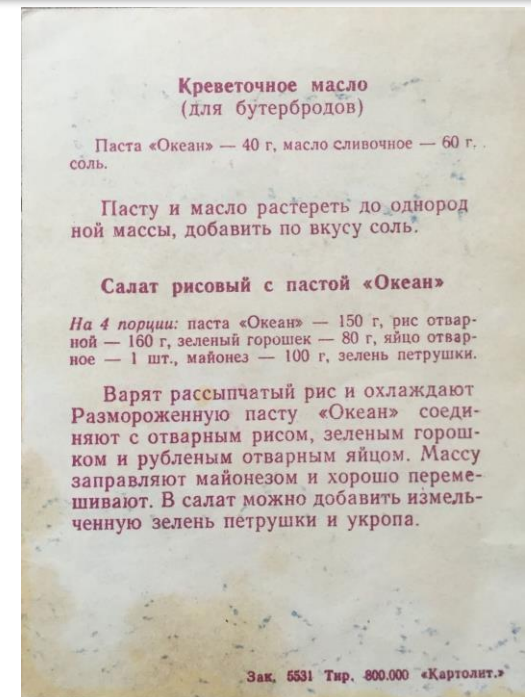 Креветочное масло
(для бутербродов)
Паста «Океан» — 40 г, масло сливочное — 60 г,
соль.
Пасту и масло растереть до однород
ной массы, добавить по вкусу соль.
Салат рисовый с пастой «Океан»
На 4 порции: паста «Океан» — 150 г, рис отвар-
ной — 160 г, зеленый горошек — 80 г, яйцо отвар-
ное — 1 шт., майонез — 100 г, зелень петрушки.
Варят рассыпчатый рис и охлаждают
Размороженную пасту «Океан» соеди-
няют с отварным рисом, зеленым горош-
ком и рубленым отварным яйцом. Массу
заправляют майонезом и хорошо переме-
шивают. В салат можно добавить измель-
ченную зелень петрушки и укропа.
Зак. 5531 Тир. 800.000 «Картолит.»